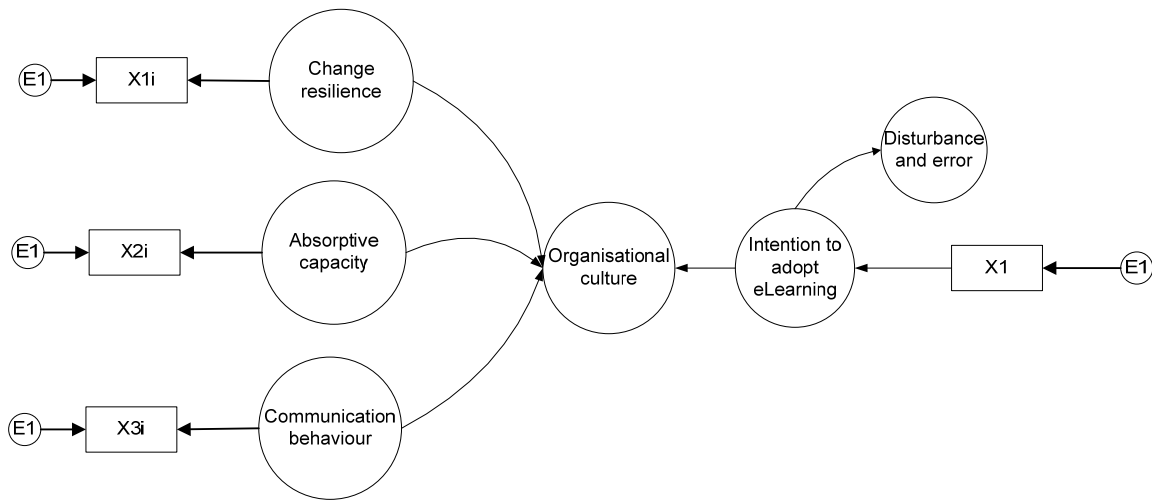 E1
X1i
Change
resilience
Disturbance
and error
E1
X2i
Absorptive
capacity
Organisational
culture
Intention to
adopt
eLearning
X1
E1
E1
X3i
Communication
behaviour